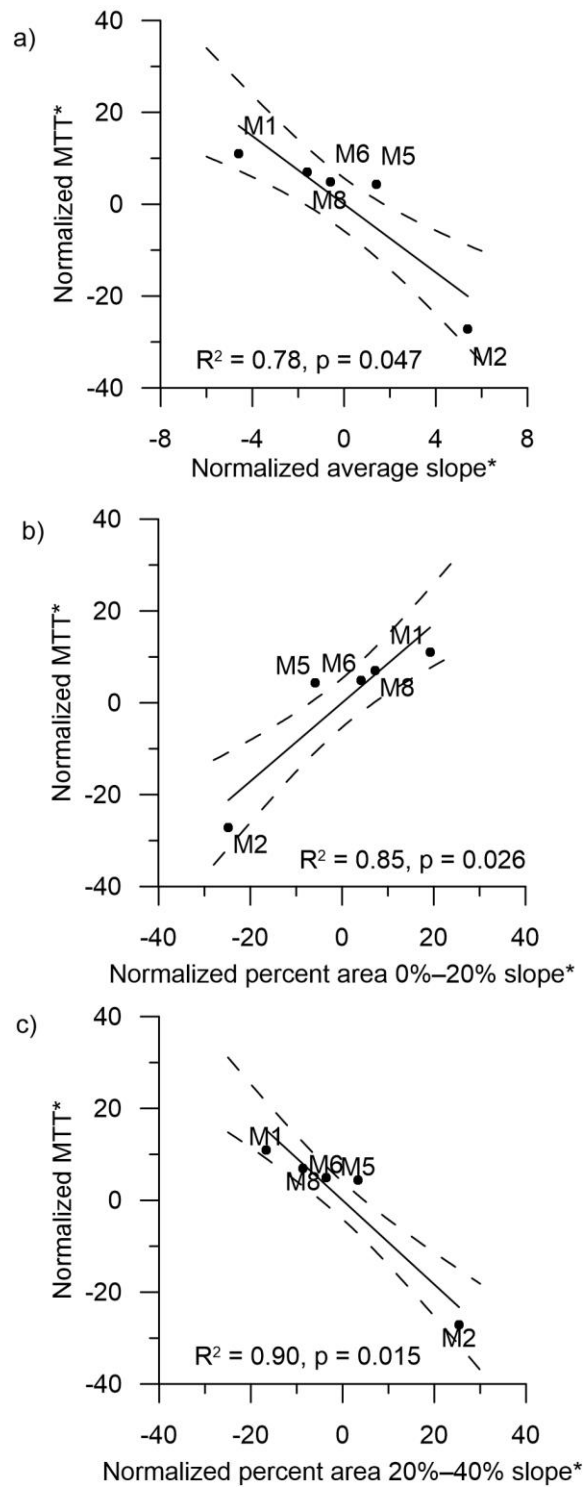 a)
40
20
0
-20
-40
Normalized MTT*
M1
M6
M5
M8
M2
R² = 0.78, p = 0.047
-8 -4 0 4 8
Normalized average slope*
b)
40
20
0
-20
-40
Normalized MTT*
M5
M6
M1
M8
M2
R² = 0.85, p = 0.026
-40 -20 0 20 40
Normalized percent area 0%–20% slope*
c)
40
20
0
-20
-40
Normalized MTT*
M1
M8
M6
M5
M2
R² = 0.90, p = 0.015
-40 -20 0 20 40
Normalized percent area 20%–40% slope*